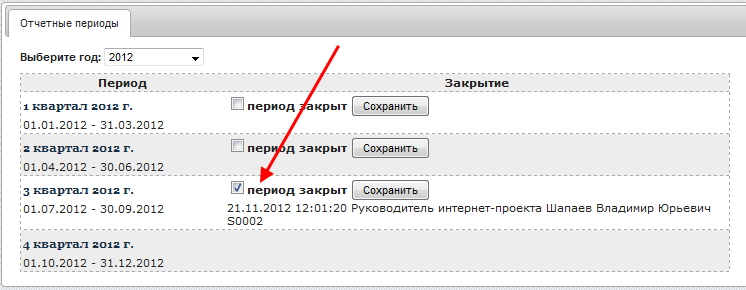 Отчетные периоды
Выберите год: 2012
Период Закрытие
1 квартал 2012 г. период закрыт Сохранить
01.01.2012 - 31.03.2012
2 квартал 2012 г. период закрыт Сохранить
01.04.2012 - 30.06.2012
3 квартал 2012 г. период закрыт Сохранить
01.07.2012 - 30.09.2012 21.11.2012 12:01:20 Руководитель интернет-проекта Шапаев Владимир Юрьевич
S0002
4 квартал 2012 г.
01.10.2012 - 31.12.2012